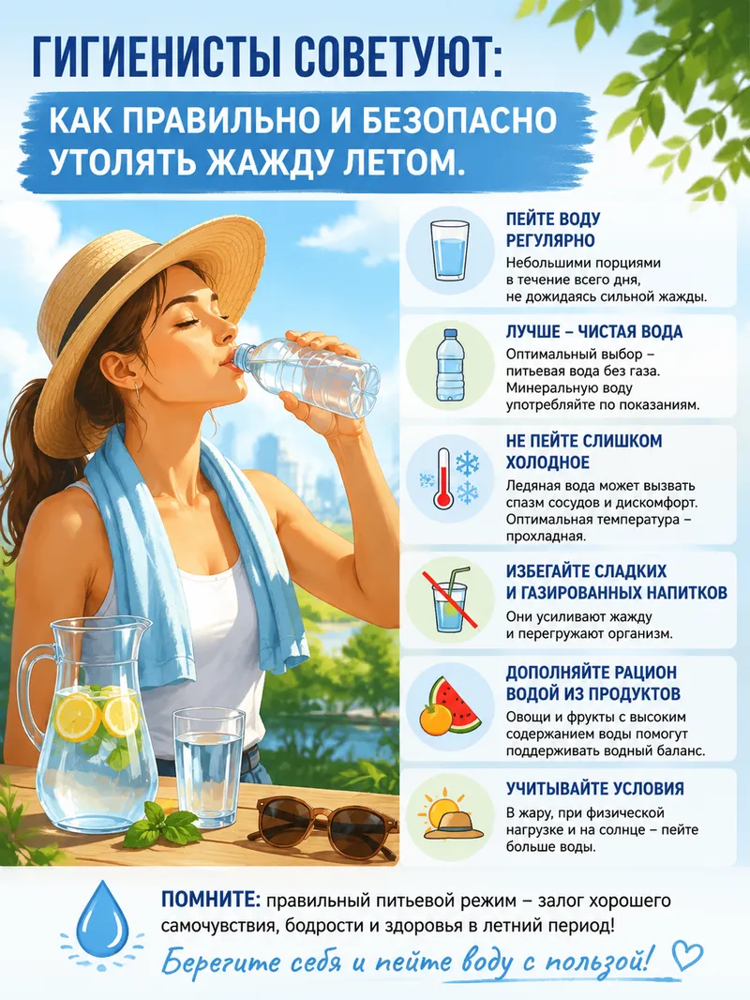 ГИГИЕНИСТЫ СОВЕТУЮТ:
КАК ПРАВИЛЬНО И БЕЗОПАСНО
УТОЛЯТЬ ЖАЖДУ ЛЕТОМ.
ПЕЙТЕ ВОДУ
РЕГУЛЯРНО
Небольшими порциями
в течение всего дня,
не дожидаясь сильной жажды.
ЛУЧШЕ – ЧИСТАЯ ВОДА
Оптимальный выбор –
питьевая вода без газа.
Минеральную воду
употребляйте по показаниям.
НЕ ПЕЙТЕ СЛИШКОМ
ХОЛОДНОЕ
Ледяная вода может вызвать
спазм сосудов и дискомфорт.
Оптимальная температура –
прохладная.
ИЗБЕГАЙТЕ СЛАДКИХ
И ГАЗИРОВАННЫХ НАПИТКОВ
Они усиливают жажду
и перегружают организм.
ДОПОЛНЯЙТЕ РАЦИОН
ВОДОЙ ИЗ ПРОДУКТОВ
Овощи и фрукты с высоким
содержанием воды помогут
поддерживать водный баланс.
УЧИТЫВАЙТЕ УСЛОВИЯ
В жару, при физической
нагрузке и на солнце – пейте
больше воды.
ПОМНИТЕ: правильный питьевой режим – залог хорошего
самочувствия, бодрости и здоровья в летний период!
Берегите себя и пейте воду с пользой!